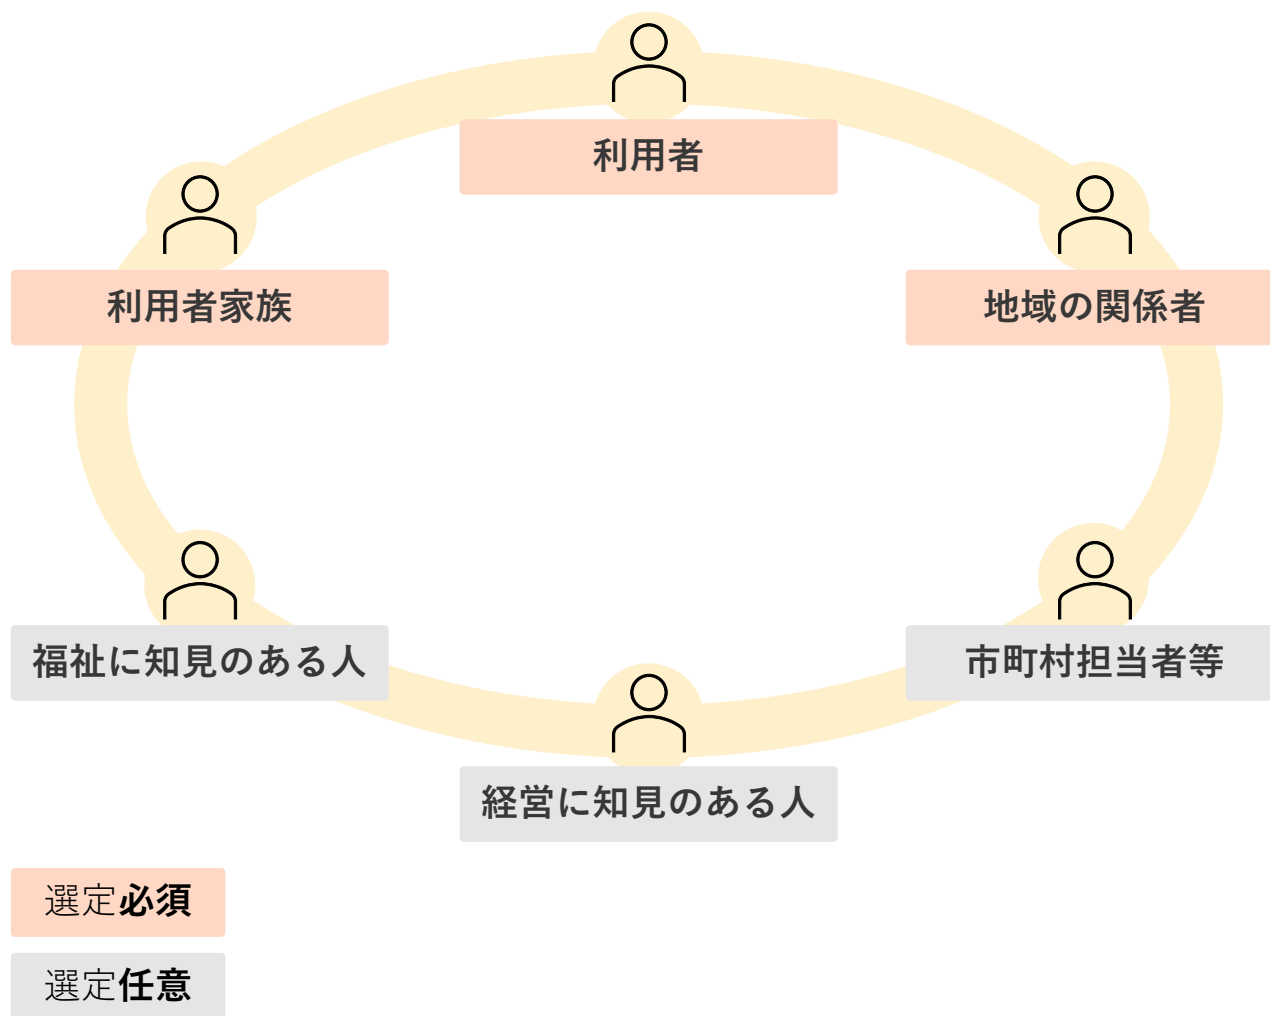 利用者
利用者家族
地域の関係者
福祉に知見のある人
市町村担当者等
経営に知見のある人
選定必須
選定任意